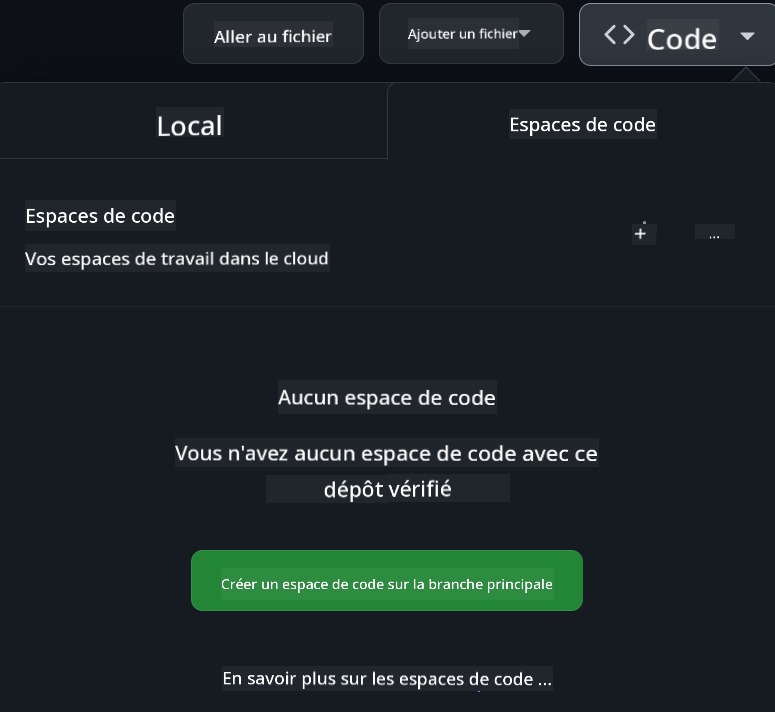 Aller au fichier
Ajouter un fichier
<> Code
Local
Espaces de code
Espaces de code
+ ...
Vos espaces de travail dans le cloud
Aucun espace de code
Vous n'avez aucun espace de code avec ce
dépôt vérifié
Créer un espace de code sur la branche principale
En savoir plus sur les espaces de code ...